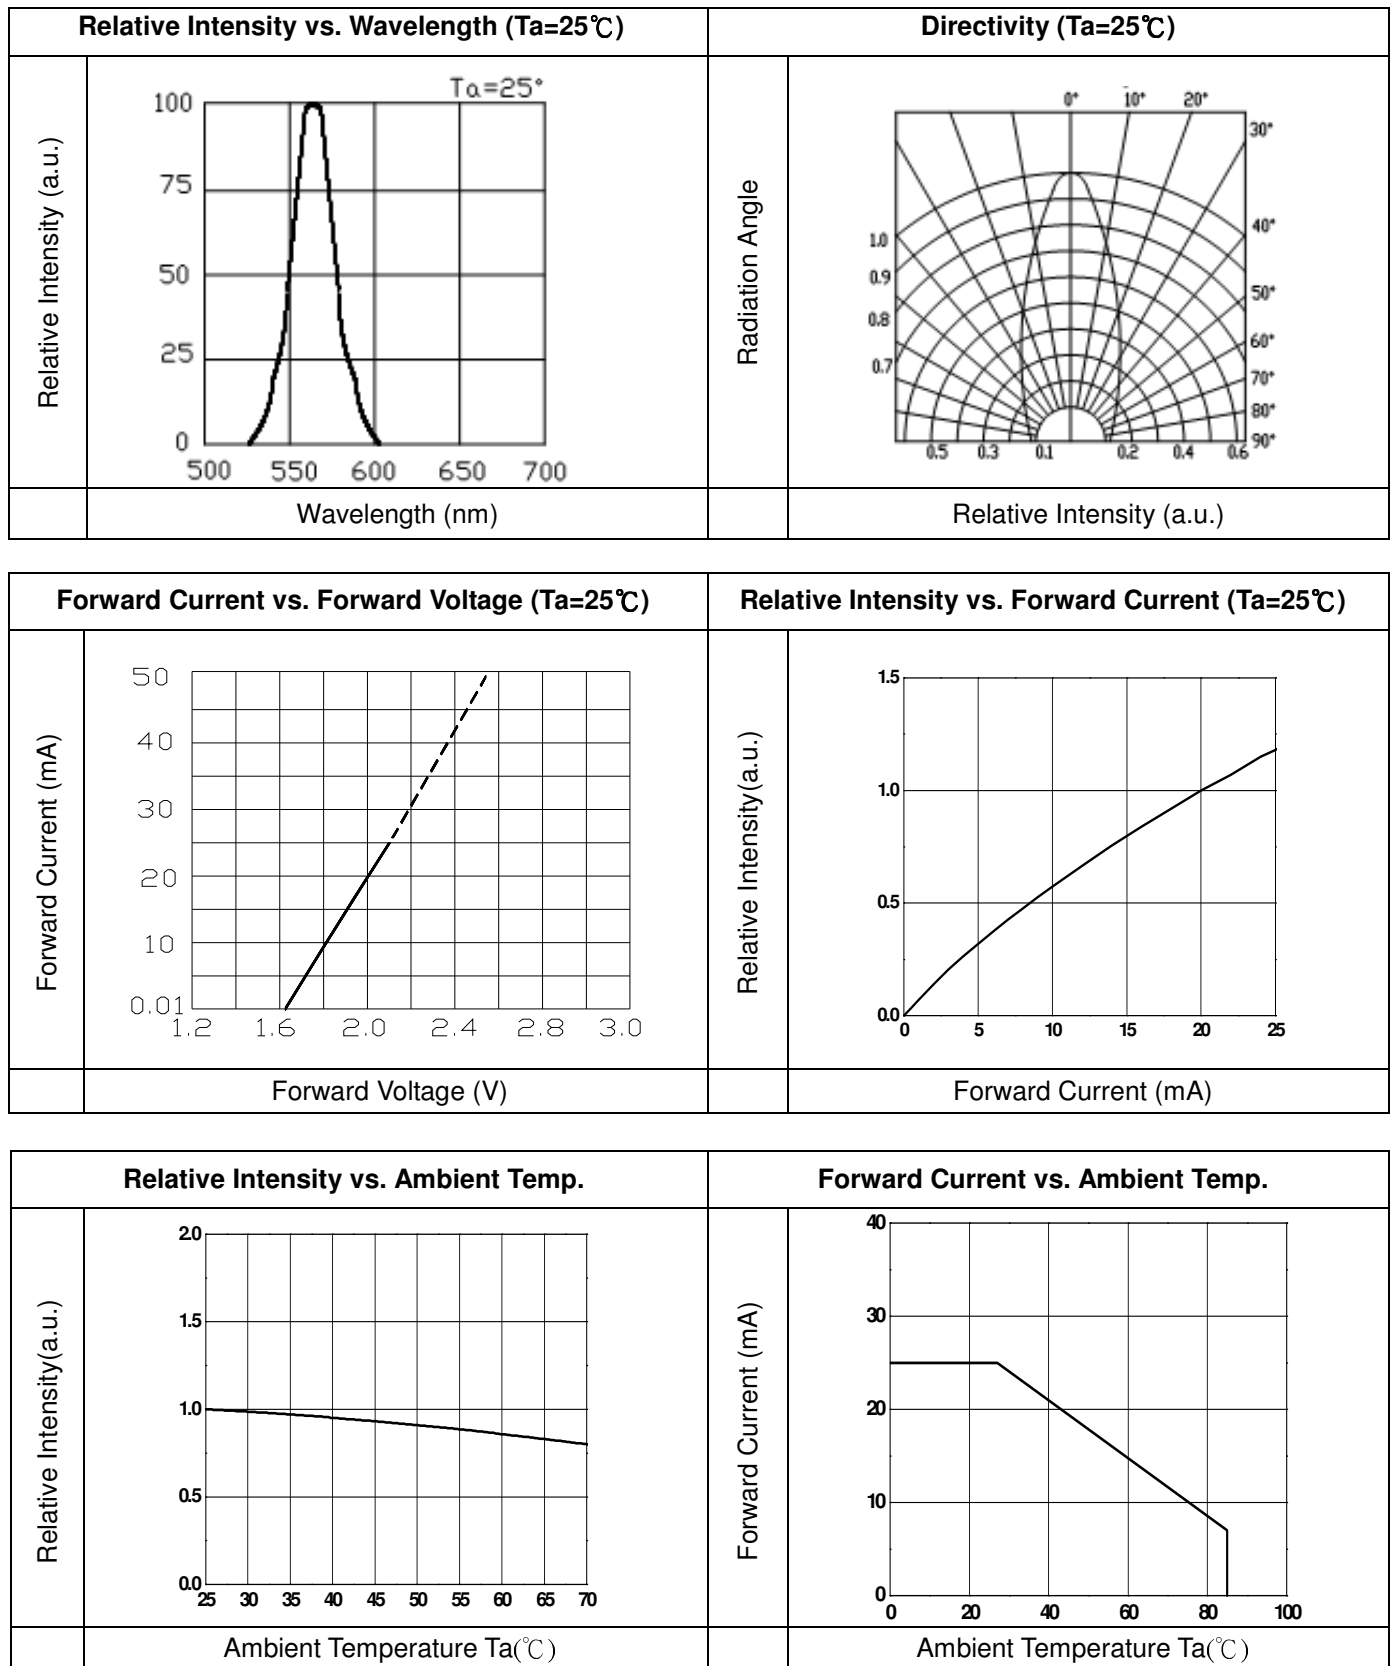 Relative Intensity vs. Wavelength (Ta=25℃)
Directivity (Ta=25℃)
Relative Intensity (a.u.)
Ta=25°
100
75
50
25
0
500 550 600 650 700
Wavelength (nm)
Radiation Angle
0° 10° 20°
30°
40°
50°
60°
70°
80°
90°
1.0
0.9
0.8
0.7
0.5 0.3 0.1 0.2 0.4 0.6
Relative Intensity (a.u.)
Forward Current vs. Forward Voltage (Ta=25℃)
Relative Intensity vs. Forward Current (Ta=25℃)
Forward Current (mA)
50
40
30
20
10
0.01
1.2 1.6 2.0 2.4 2.8 3.0
Forward Voltage (V)
Relative Intensity(a.u.)
1.5
1.0
0.5
0.0
0 5 10 15 20 25
Forward Current (mA)
Relative Intensity vs. Ambient Temp.
Forward Current vs. Ambient Temp.
Relative Intensity(a.u.)
2.0
1.5
1.0
0.5
0.0
25 30 35 40 45 50 55 60 65 70
Ambient Temperature Ta(℃)
Forward Current (mA)
40
30
20
10
0
0 20 40 60 80 100
Ambient Temperature Ta(℃)